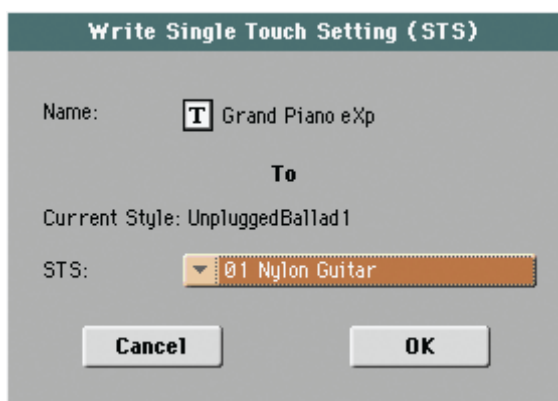 Write Single Touch Setting (STS)
Name: T Grand Piano eXp
To
Current Style: UnpluggedBallad1
STS: 01 Nylon Guitar
Cancel OK